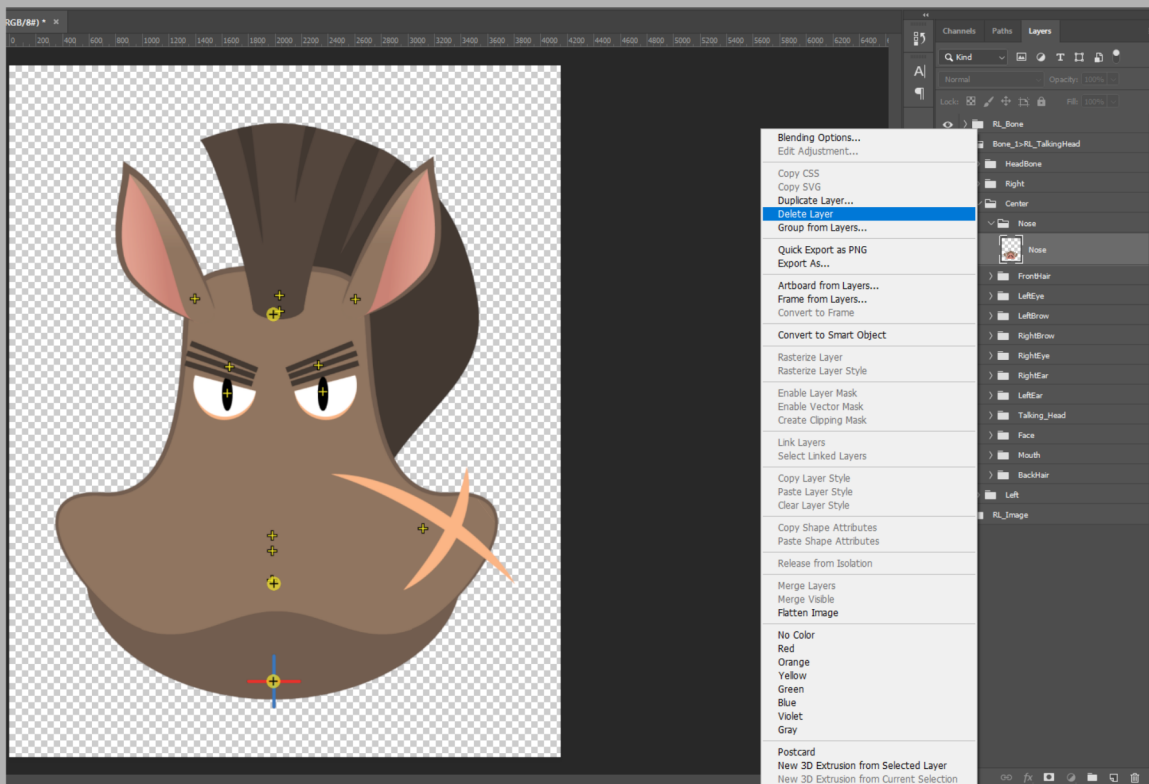 RGB/8#) * ×
0 200 400 600 800 1000 1200 1400 1600 1800 2000 2200 2400 2600 2800 3000 3200 3400 3600 3800 4000 4200 4400 4600 4800 5000 5200 5400 5600 5800 6000 6200 6400
Channels Paths Layers
Kind
Normal Opacity: 100%
Lock: Fill: 100%
RL_Bone
Bone_1>RL_TalkingHead
HeadBone
Right
Center
Nose
Nose
FrontHair
LeftEye
LeftBrow
RightBrow
RightEye
RightEar
LeftEar
Talking_Head
Face
Mouth
BackHair
Left
RL_Image
Blending Options...
Edit Adjustment...
Copy CSS
Copy SVG
Duplicate Layer...
Delete Layer
Group from Layers...
Quick Export as PNG
Export As...
Artboard from Layers...
Frame from Layers...
Convert to Frame
Convert to Smart Object
Rasterize Layer
Rasterize Layer Style
Enable Layer Mask
Enable Vector Mask
Create Clipping Mask
Link Layers
Select Linked Layers
Copy Layer Style
Paste Layer Style
Clear Layer Style
Copy Shape Attributes
Paste Shape Attributes
Release from Isolation
Merge Layers
Merge Visible
Flatten Image
No Color
Red
Orange
Yellow
Green
Blue
Violet
Gray
Postcard
New 3D Extrusion from Selected Layer
New 3D Extrusion from Current Selection
fx